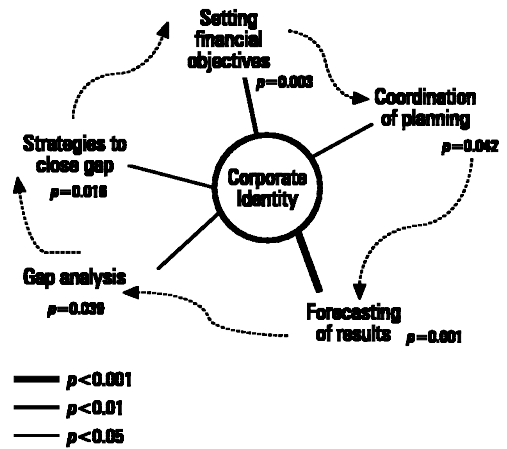 Setting
financial
objectives
p=0.003
Coordination
of planning
p=0.042
Strategies to
close gap
p=0.016
Corporate
Identity
Gap analysis
p=0.039
Forecasting
of results p=0.001
p<0.001
p<0.01
p<0.05